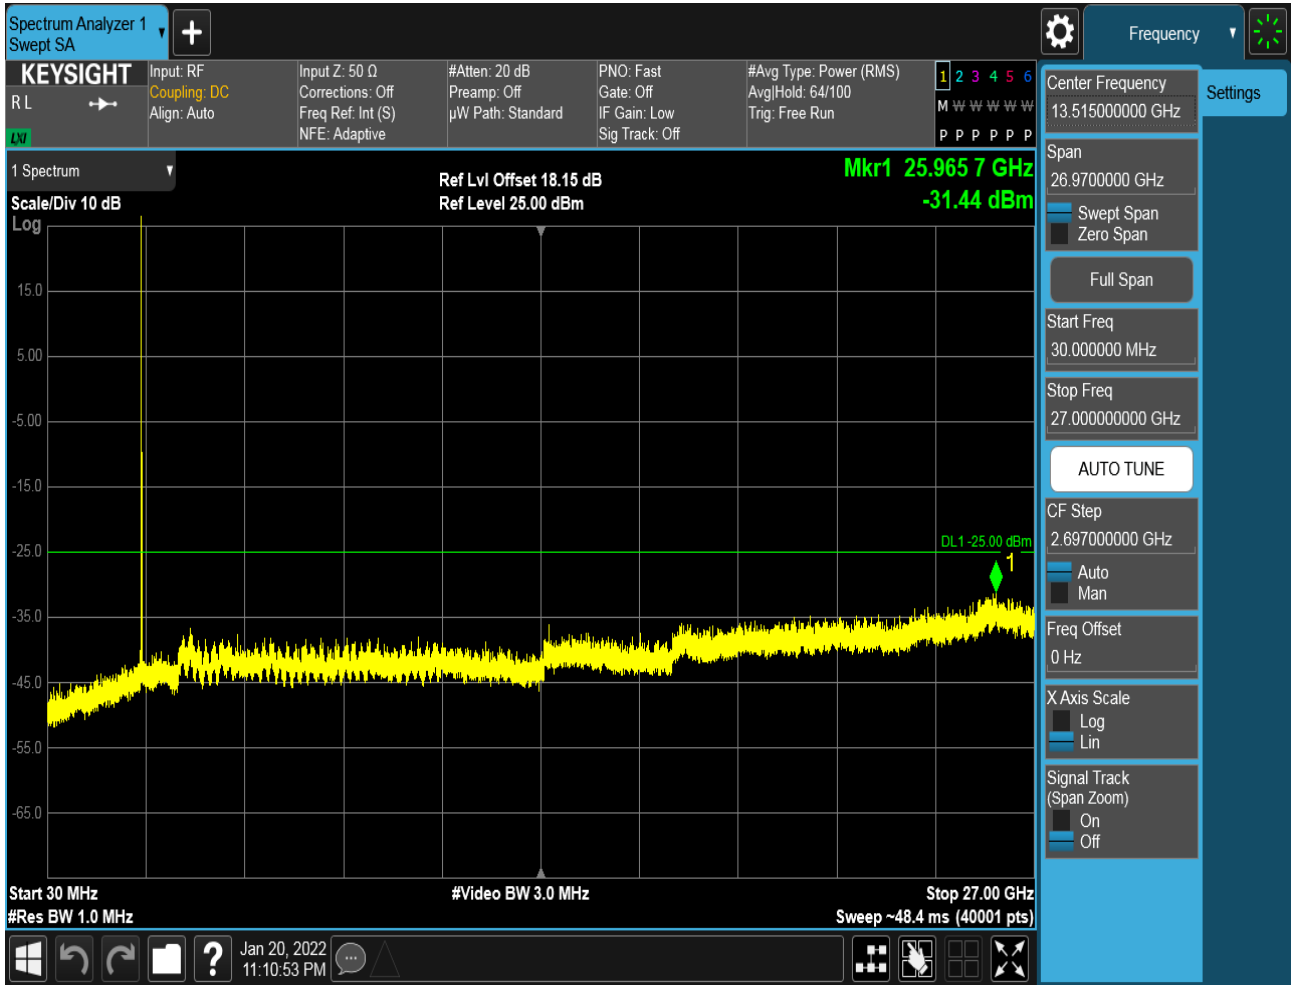 Spectrum Analyzer 1
Swept SA
Frequency
KEYSIGHT
R L
LXI
Input: RF
Coupling: DC
Align: Auto
Input Z: 50 Ω
Corrections: Off
Freq Ref: Int (S)
NFE: Adaptive
#Atten: 20 dB
Preamp: Off
µW Path: Standard
PNO: Fast
Gate: Off
IF Gain: Low
Sig Track: Off
#Avg Type: Power (RMS)
Avg|Hold: 64/100
Trig: Free Run
1 2 3 4 5 6
M W W W W W
P P P P P P
1 Spectrum
Scale/Div 10 dB
Log
Ref Lvl Offset 18.15 dB
Ref Level 25.00 dBm
Mkr1 25.965 7 GHz
-31.44 dBm
15.0
5.00
-5.00
-15.0
-25.0
-35.0
-45.0
-55.0
-65.0
DL1 -25.00 dBm
1
Start 30 MHz
#Res BW 1.0 MHz
#Video BW 3.0 MHz
Stop 27.00 GHz
Sweep ~48.4 ms (40001 pts)
Jan 20, 2022
11:10:53 PM
?
Center Frequency
13.515000000 GHz
Settings
Span
26.9700000 GHz
Swept Span
Zero Span
Full Span
Start Freq
30.000000 MHz
Stop Freq
27.000000000 GHz
AUTO TUNE
CF Step
2.697000000 GHz
Auto
Man
Freq Offset
0 Hz
X Axis Scale
Log
Lin
Signal Track
(Span Zoom)
On
Off